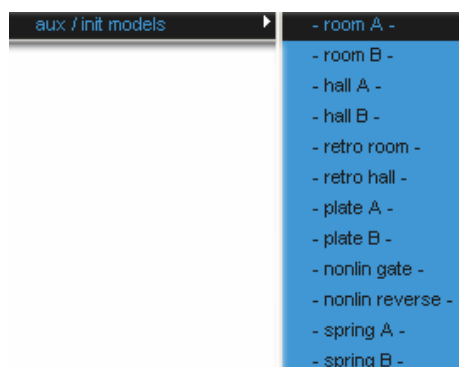 aux / init models
- room A -
- room B -
- hall A -
- hall B -
- retro room -
- retro hall -
- plate A -
- plate B -
- nonlin gate -
- nonlin reverse -
- spring A -
- spring B -